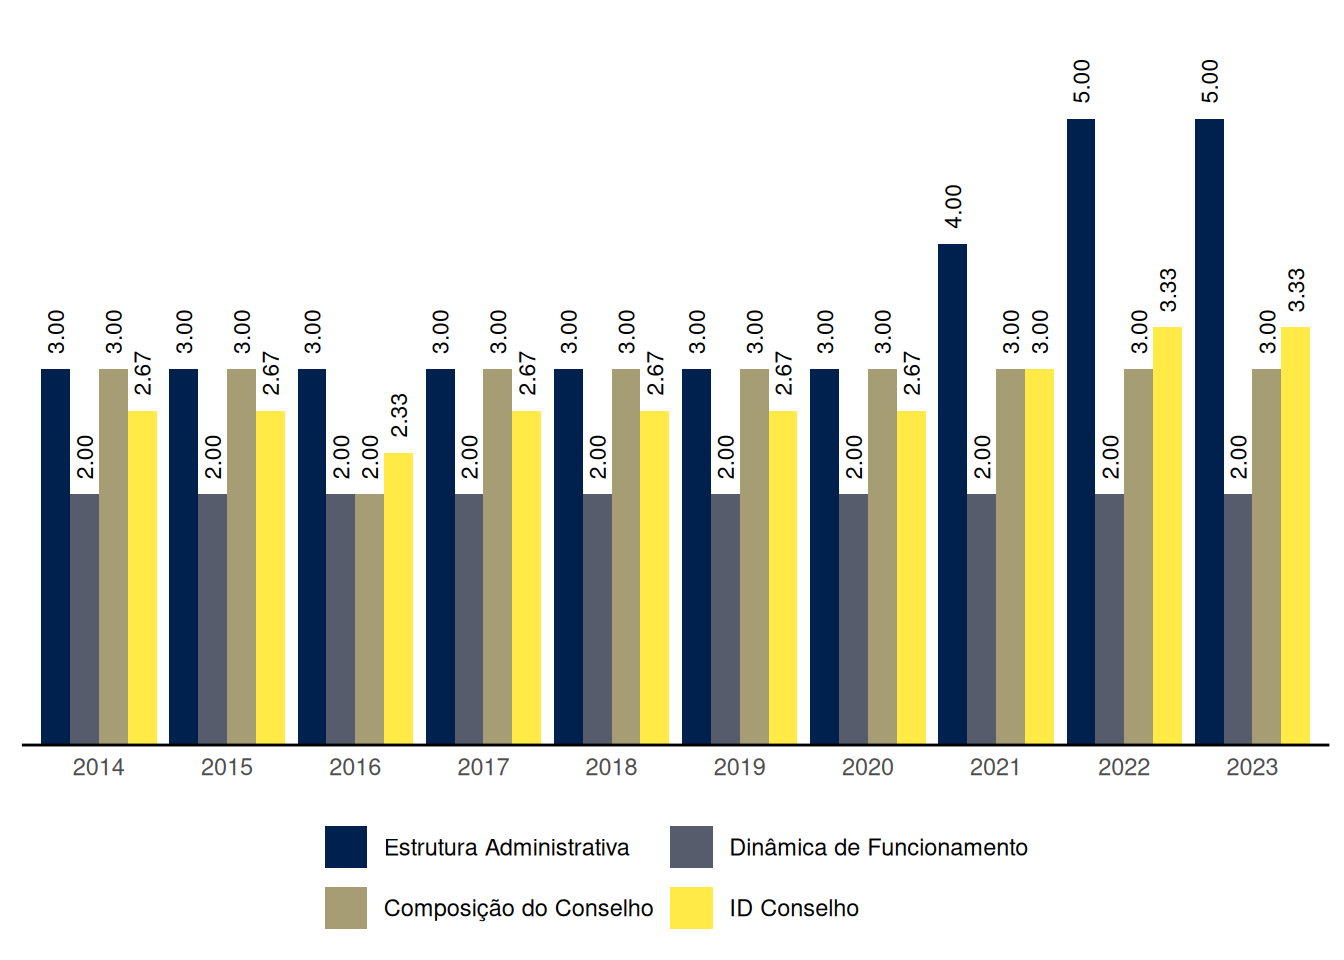 5.00 5.00
4.00
3.33 3.33
3.00 3.00 3.00 3.00 3.00 3.00 3.00 3.00 3.00 3.00 3.00 3.00 3.00 3.00 3.00 3.00 3.00
2.67 2.67 2.33 2.67 2.67 2.67 2.67
2.00 2.00 2.00 2.00 2.00 2.00 2.00 2.00 2.00 2.00 2.00
2014 2015 2016 2017 2018 2019 2020 2021 2022 2023
Estrutura Administrativa Dinâmica de Funcionamento
Composição do Conselho ID Conselho